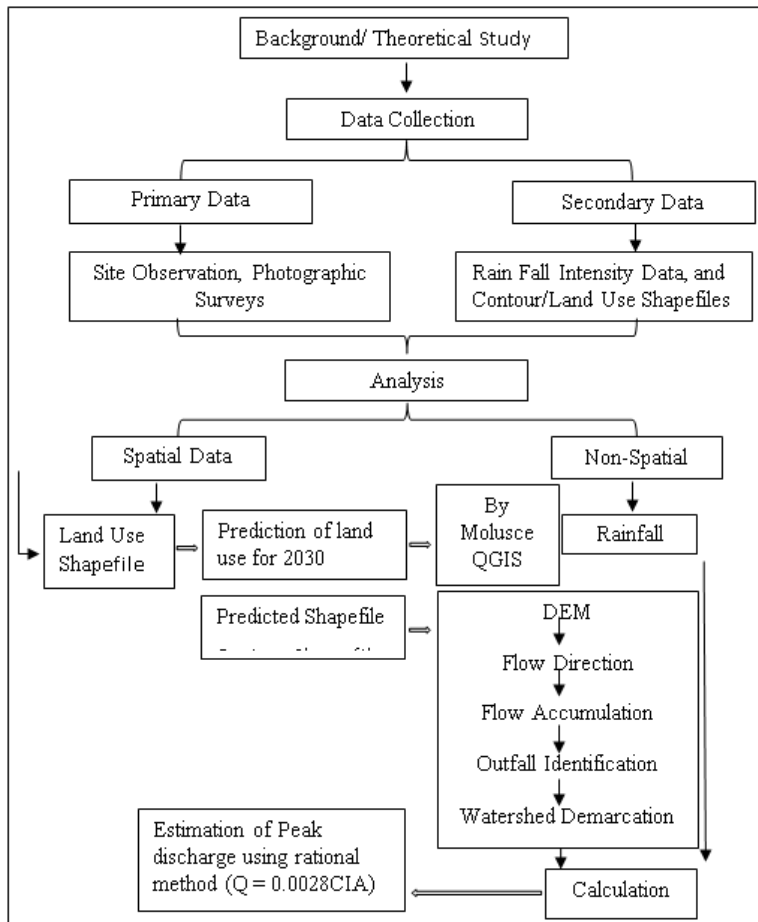 Background/ Theoretical Study
Data Collection
Primary Data
Secondary Data
Site Observation, Photographic
Surveys
Rain Fall Intensity Data, and
Contour/Land Use Shapefiles
Analysis
Spatial Data
Non-Spatial
Land Use
Shapefile
Prediction of land
use for 2030
By
Molusce
QGIS
Rainfall
Predicted Shapefile
DEM
Flow Direction
Flow Accumulation
Outfall Identification
Watershed Demarcation
Estimation of Peak
discharge using rational
method (Q = 0.0028CIA)
Calculation